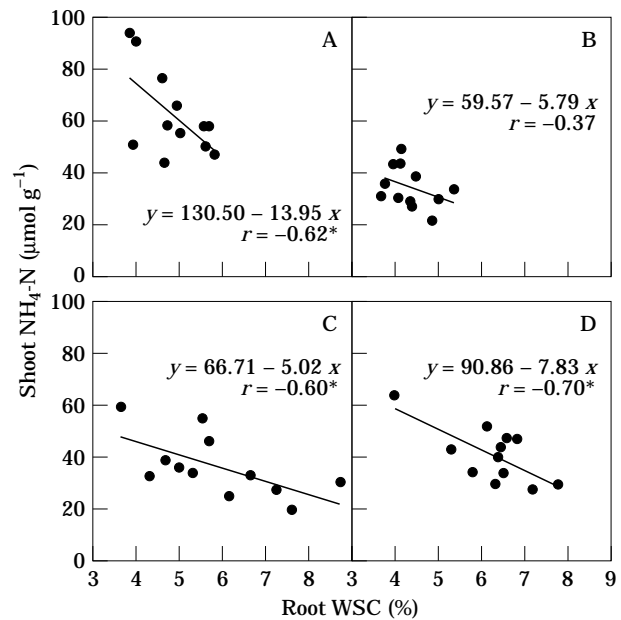 100
80
60
40
20
0
A
y = 130.50 – 13.95 x
r = –0.62*
B
y = 59.57 – 5.79 x
r = –0.37
Shoot NH₄-N (μmol g⁻¹)
100
80
60
40
20
0
C
y = 66.71 – 5.02 x
r = –0.60*
D
y = 90.86 – 7.83 x
r = –0.70*
3 4 5 6 7 8 3 4 5 6 7 8 9
Root WSC (%)